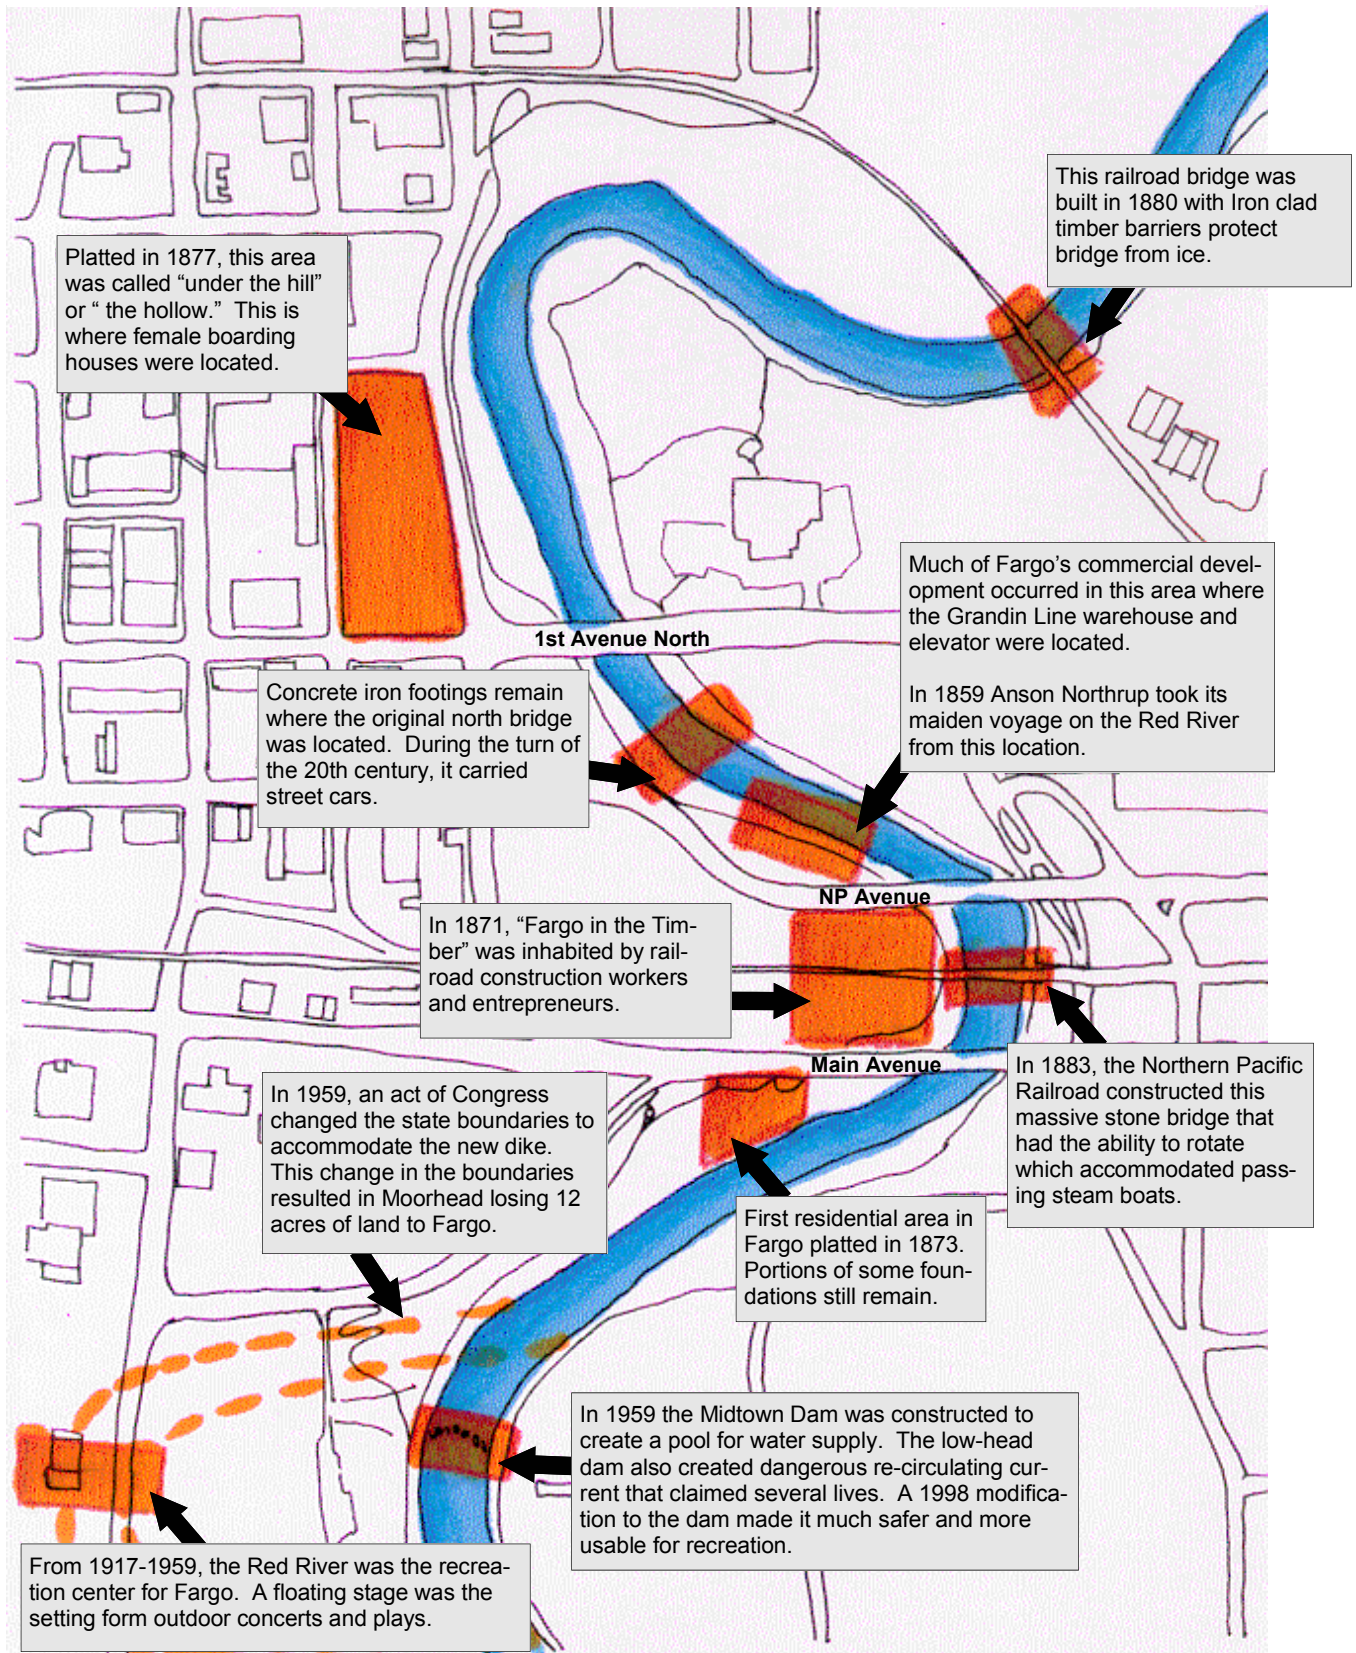 This railroad bridge was
built in 1880 with Iron clad
timber barriers protect
bridge from ice.
Platted in 1877, this area
was called “under the hill”
or “ the hollow.”  This is
where female boarding
houses were located.
Much of Fargo’s commercial devel-
opment occurred in this area where
the Grandin Line warehouse and
elevator were located.
In 1859 Anson Northrup took its
maiden voyage on the Red River
from this location.
1st Avenue North
Concrete iron footings remain
where the original north bridge
was located.  During the turn of
the 20th century, it carried
street cars.
NP Avenue
In 1871, “Fargo in the Tim-
ber” was inhabited by rail-
road construction workers
and entrepreneurs.
Main Avenue
In 1883, the Northern Pacific
Railroad constructed this
massive stone bridge that
had the ability to rotate
which accommodated pass-
ing steam boats.
In 1959, an act of Congress
changed the state boundaries to
accommodate the new dike.
This change in the boundaries
resulted in Moorhead losing 12
acres of land to Fargo.
First residential area in
Fargo platted in 1873.
Portions of some foun-
dations still remain.
In 1959 the Midtown Dam was constructed to
create a pool for water supply.  The low-head
dam also created dangerous re-circulating cur-
rent that claimed several lives.  A 1998 modifica-
tion to the dam made it much safer and more
usable for recreation.
From 1917-1959, the Red River was the recrea-
tion center for Fargo.  A floating stage was the
setting form outdoor concerts and plays.